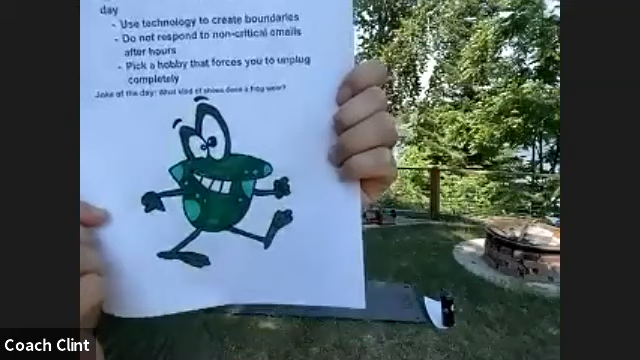 day
- Use technology to create boundaries
- Do not respond to non-critical emails
after hours
- Pick a hobby that forces you to unplug
completely
Joke of the day: What kind of shoes does a frog wear?
Coach Clint